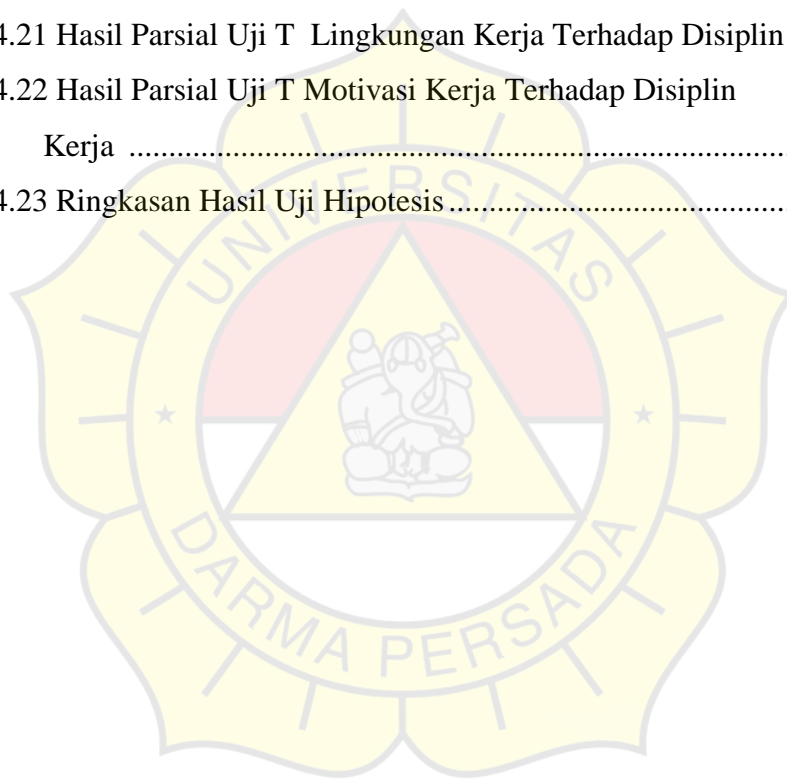 4.21 Hasil Parsial Uji T  Lingkungan Kerja Terhadap Disiplin
4.22 Hasil Parsial Uji T Motivasi Kerja Terhadap Disiplin
Kerja ..............................................................................
4.23 Ringkasan Hasil Uji Hipotesis ........................................
UNIVERSITAS
DARMA PERSADA